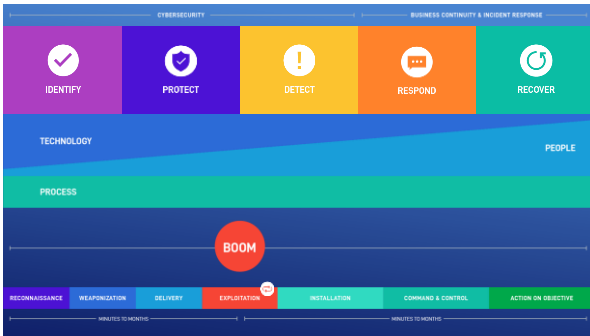 CYBERSECURITY
BUSINESS CONTINUITY & INCIDENT RESPONSE
IDENTIFY
PROTECT
DETECT
RESPOND
RECOVER
TECHNOLOGY
PEOPLE
PROCESS
BOOM
RECONNAISSANCE
WEAPONIZATION
DELIVERY
EXPLOITATION
INSTALLATION
COMMAND & CONTROL
ACTION ON OBJECTIVE
MINUTES TO MONTHS
MINUTES TO MONTHS